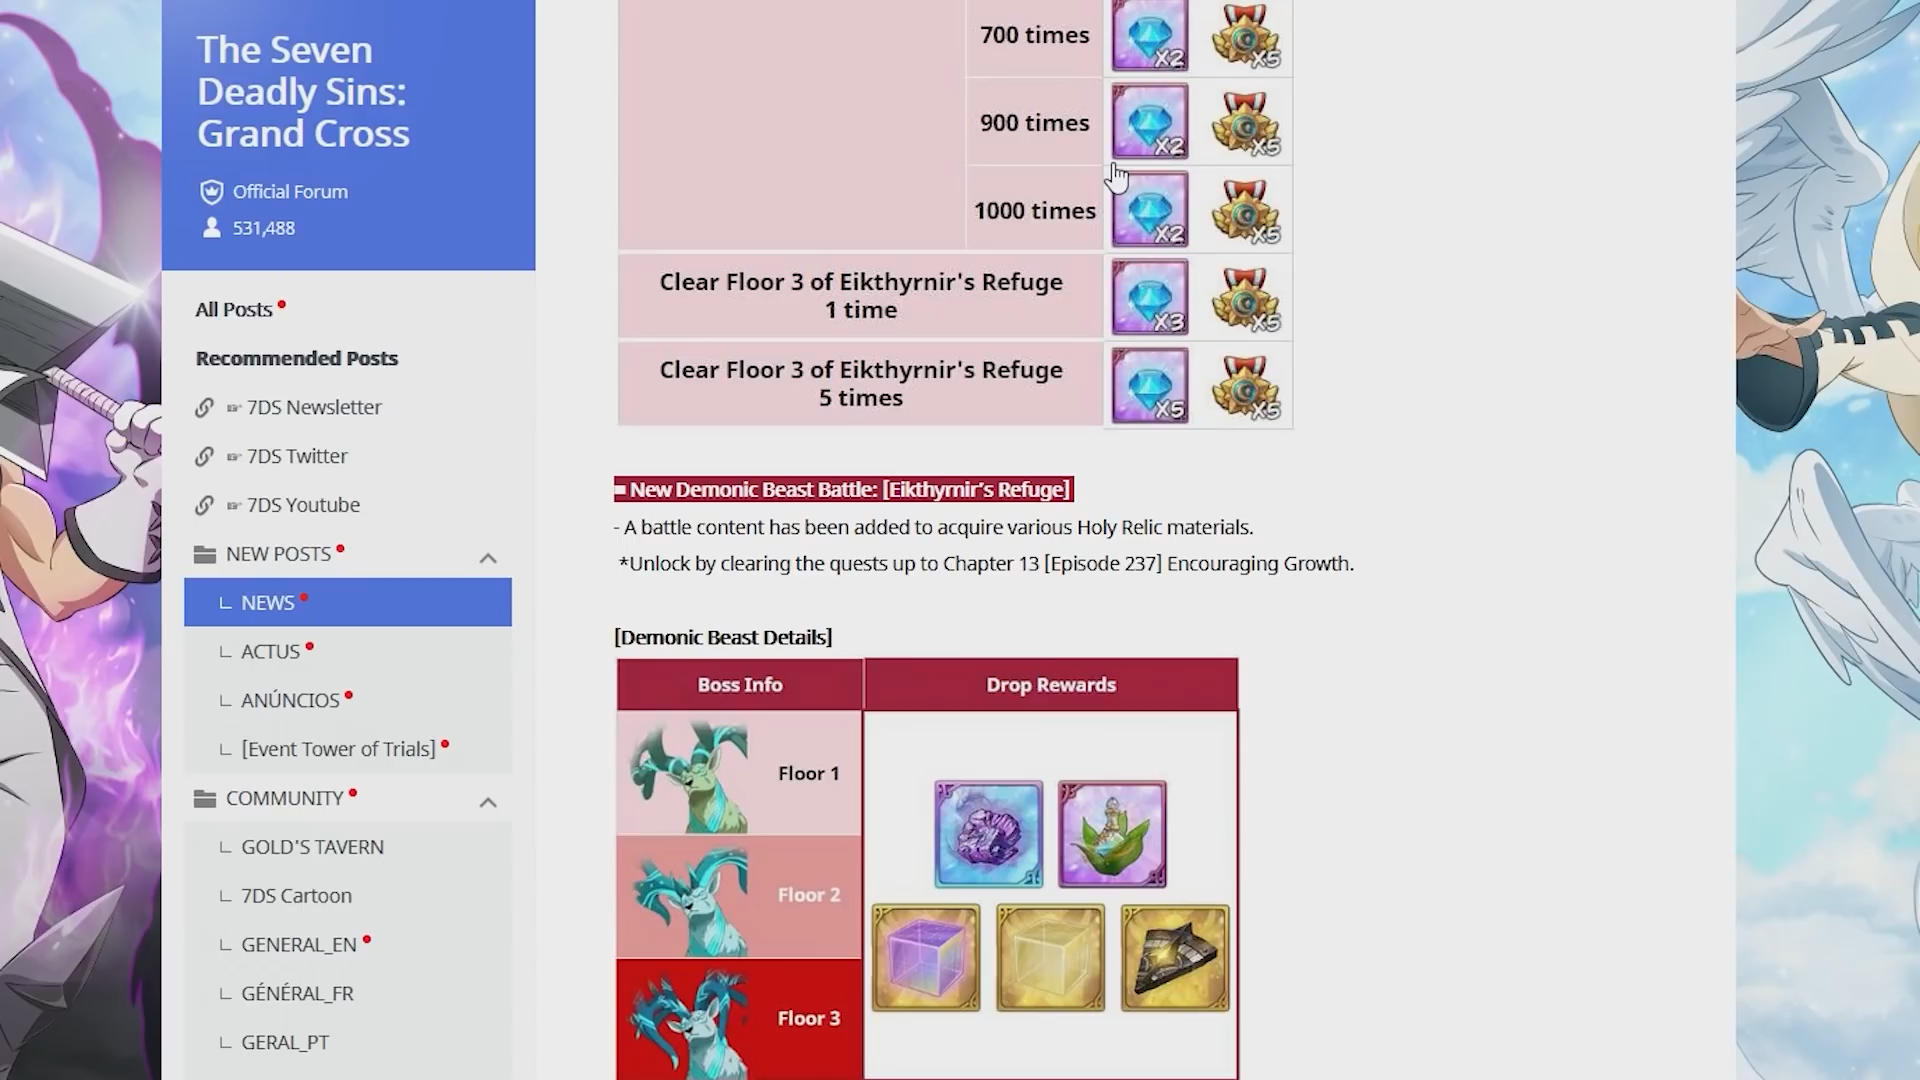 The Seven
Deadly Sins:
Grand Cross
Official Forum
531,488
All Posts
Recommended Posts
☞ 7DS Newsletter
☞ 7DS Twitter
☞ 7DS Youtube
NEW POSTS
NEWS
ACTUS
ANÚNCIOS
[Event Tower of Trials]
COMMUNITY
GOLD'S TAVERN
7DS Cartoon
GENERAL_EN
GÉNÉRAL_FR
GERAL_PT
700 times
X2
X5
900 times
X2
X5
1000 times
X2
X5
Clear Floor 3 of Eikthyrnir's Refuge
1 time
X3
X5
Clear Floor 3 of Eikthyrnir's Refuge
5 times
X5
X5
■ New Demonic Beast Battle: [Eikthyrnir's Refuge]
- A battle content has been added to acquire various Holy Relic materials.
*Unlock by clearing the quests up to Chapter 13 [Episode 237] Encouraging Growth.
[Demonic Beast Details]
Boss Info
Drop Rewards
Floor 1
Floor 2
Floor 3